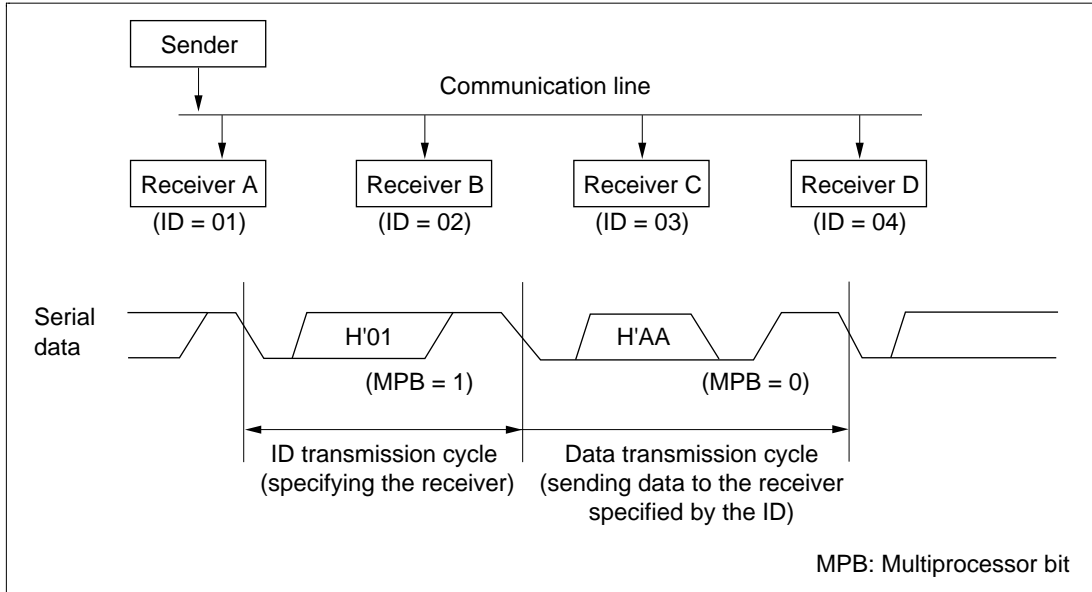 Sender
Communication line
Receiver A
Receiver B
Receiver C
Receiver D
(ID = 01)
(ID = 02)
(ID = 03)
(ID = 04)
Serial
data
H'01
H'AA
(MPB = 1)
(MPB = 0)
ID transmission cycle
(specifying the receiver)
Data transmission cycle
(sending data to the receiver
specified by the ID)
MPB: Multiprocessor bit